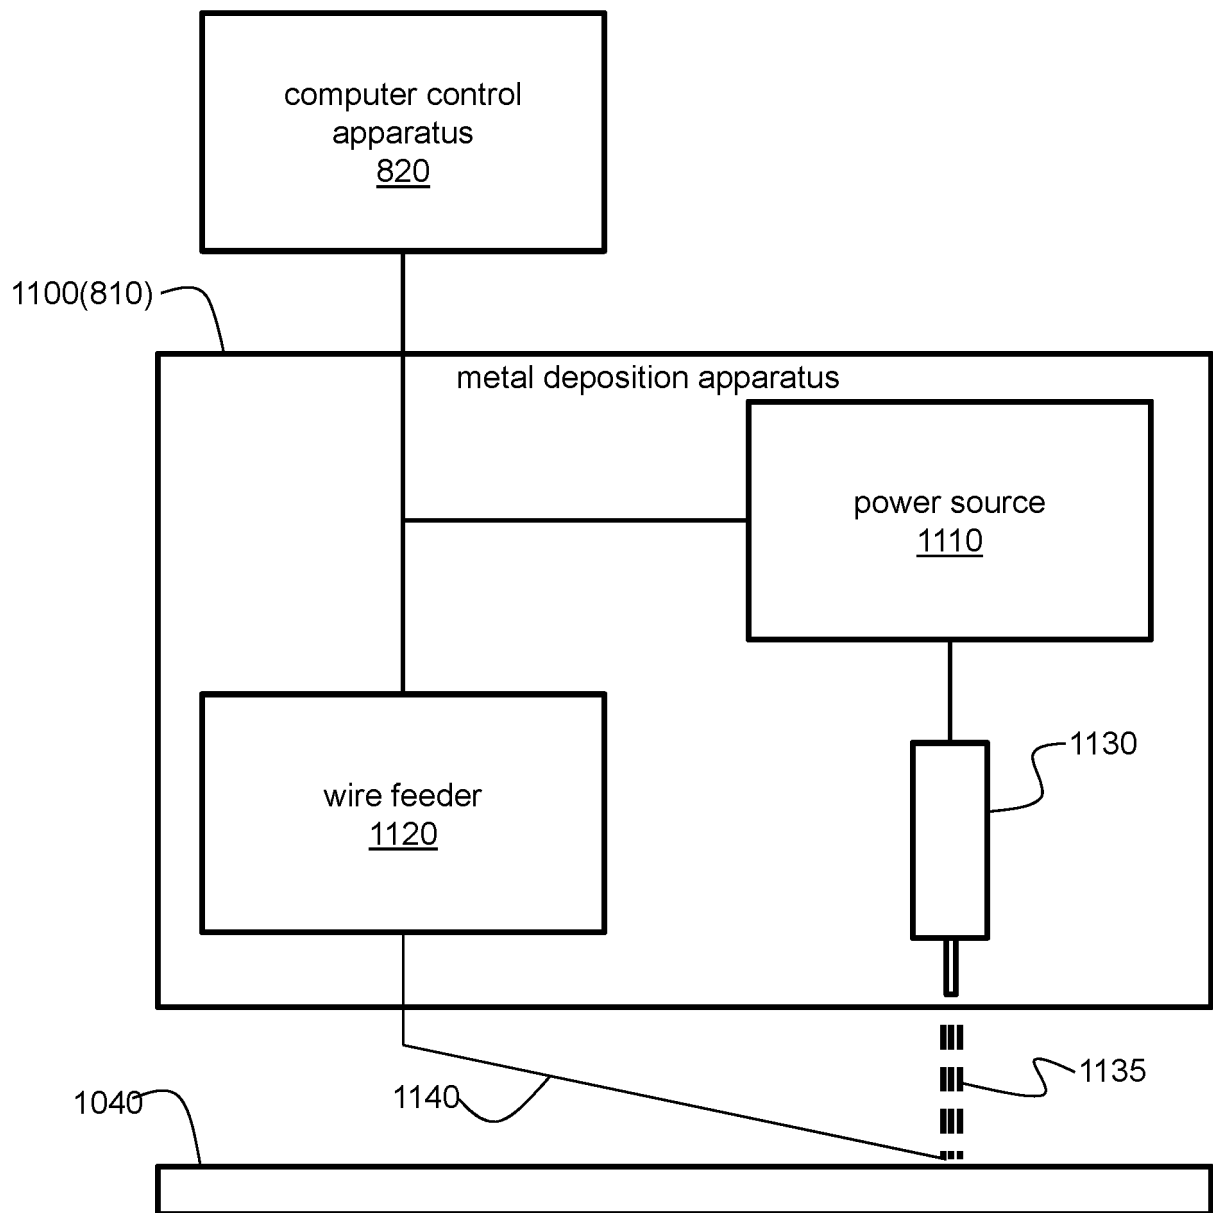 computer control
apparatus
820
1100(810)
metal deposition apparatus
power source
1110
1130
wire feeder
1120
1135
1140
1040